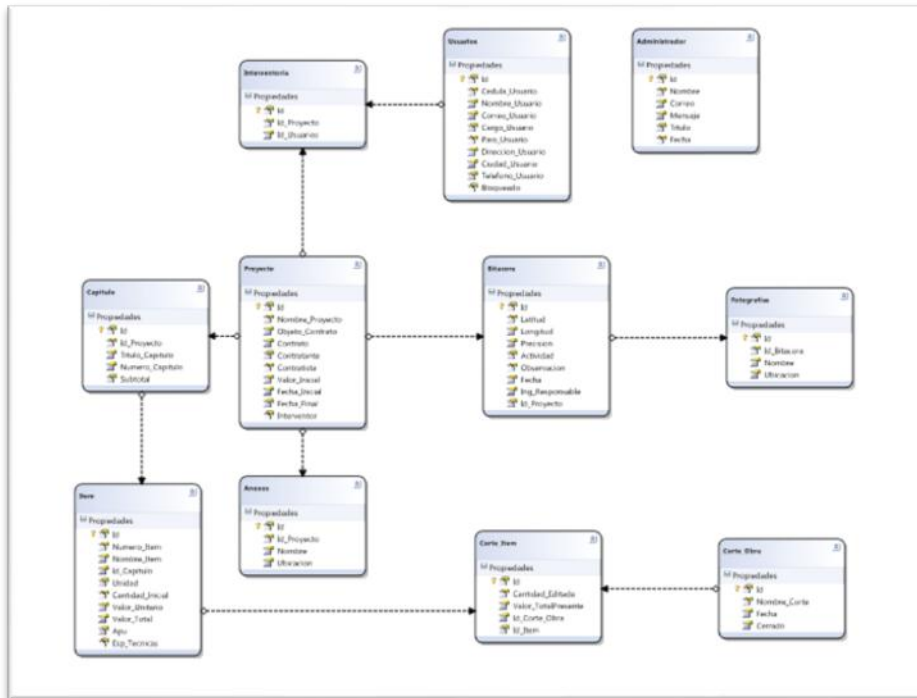 Usuarios
Propiedades
Id
Cedula_Usuario
Nombre_Usuario
Correo_Usuario
Cargo_Usuario
Pass_Usuario
Direccion_Usuario
Ciudad_Usuario
Telefono_Usuario
Bloqueado
Administrador
Propiedades
Id
Nombre
Correo
Mensaje
Titulo
Fecha
Interventoria
Propiedades
Id
Id_Proyecto
Id_Usuarios
Proyecto
Propiedades
Id
Nombre_Proyecto
Objeto_Contrato
Contrato
Contratante
Contratista
Valor_Inicial
Fecha_Inicial
Fecha_Final
Interventor
Bitacora
Propiedades
Id
Latitud
Longitud
Precision
Actividad
Observacion
Fecha
Ing_Responsable
Id_Proyecto
Capitulo
Propiedades
Id
Id_Proyecto
Titulo_Capitulo
Numero_Capitulo
Subtotal
Fotografias
Propiedades
Id
Id_Bitacora
Nombre
Ubicacion
Item
Propiedades
Id
Numero_Item
Nombre_Item
Id_Capitulo
Unidad
Cantidad_Inicial
Valor_Unitario
Valor_Total
Apu
Esp_Tecnicas
Anexos
Propiedades
Id
Id_Proyecto
Nombre
Ubicacion
Corte_Item
Propiedades
Id
Cantidad_Editada
Valor_TotalPresente
Id_Corte_Obra
Id_Item
Corte_Obra
Propiedades
Id
Nombre_Corte
Fecha
Cerrado